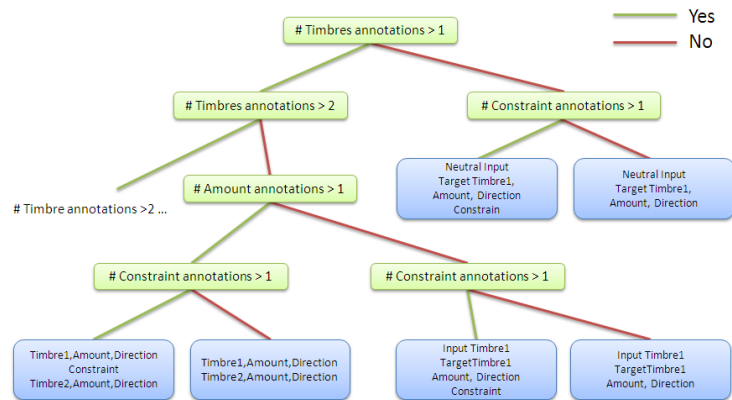 # Timbres annotations > 1
Yes
No
# Timbres annotations > 2
# Constraint annotations > 1
Neutral Input
Target Timbre1,
Amount, Direction
Constrain
Neutral Input
Target Timbre1,
Amount, Direction
# Timbre annotations >2 ...
# Amount annotations > 1
# Constraint annotations > 1
# Constraint annotations > 1
Timbre1,Amount,Direction
Constraint
Timbre2,Amount,Direction
Timbre1,Amount,Direction
Timbre2,Amount,Direction
Input Timbre1
TargetTimbre1
Amount, Direction
Constraint
Input Timbre1
TargetTimbre1
Amount, Direction